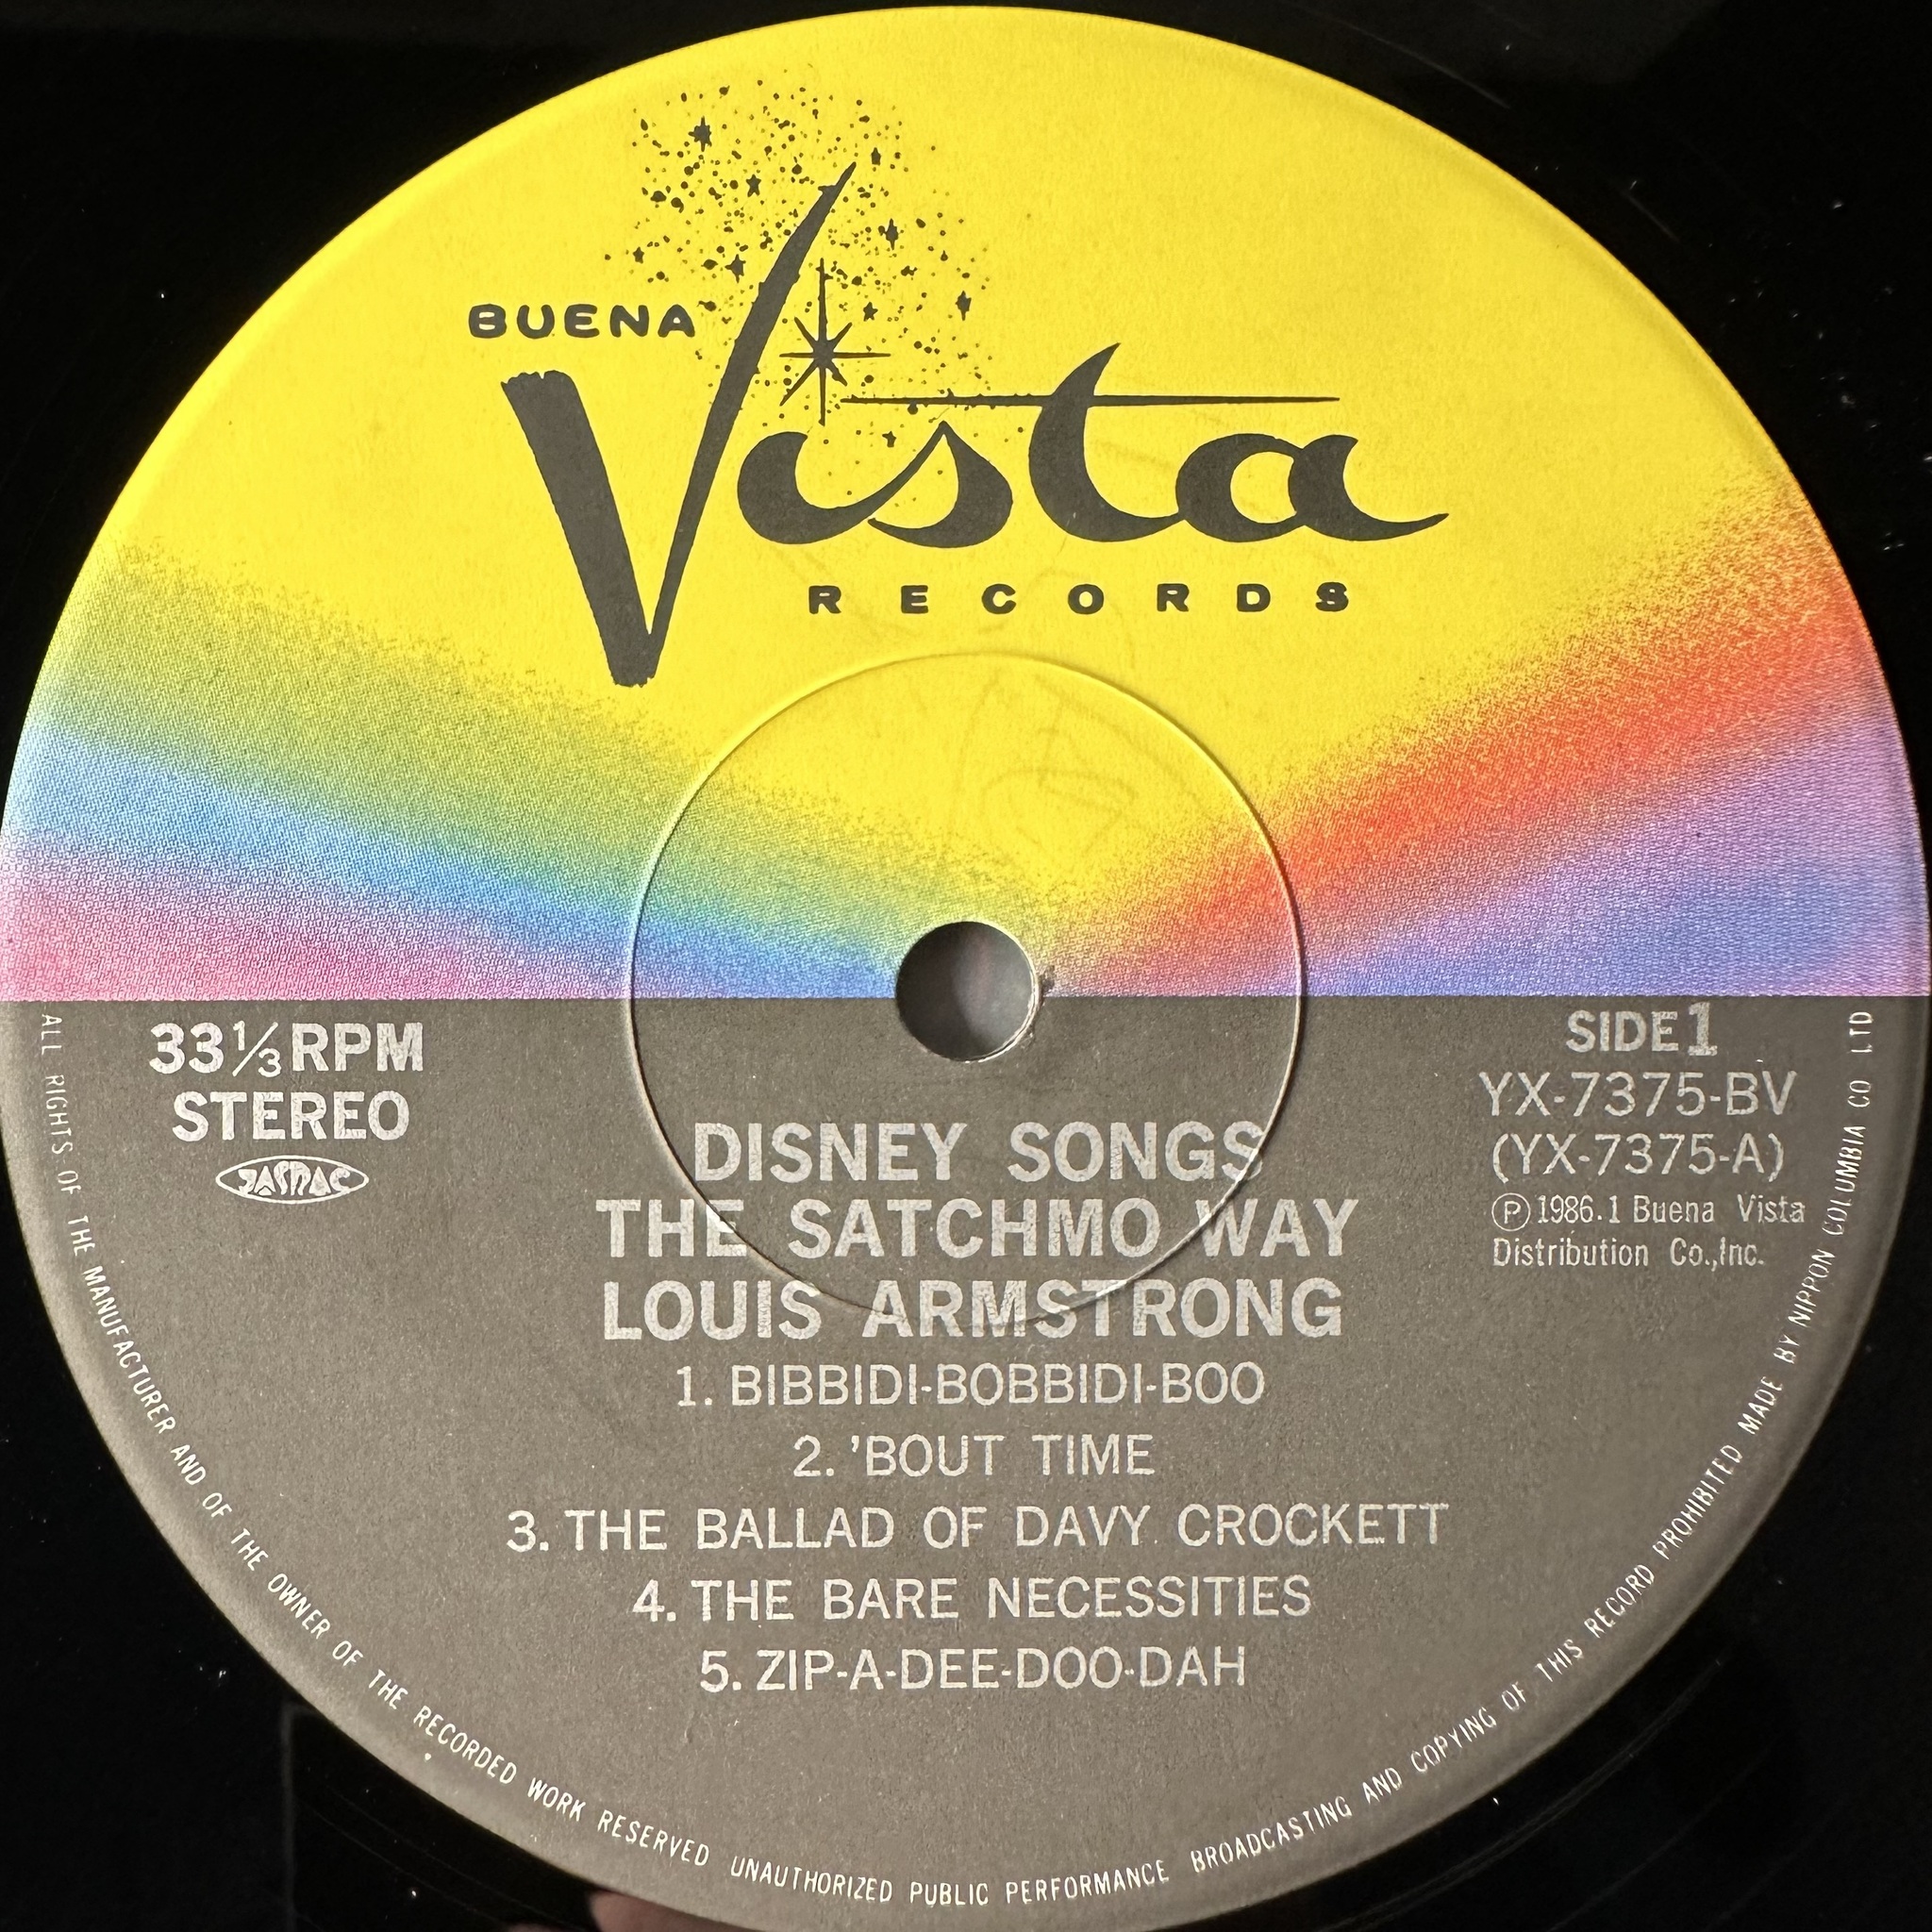 BUENA
Vista
RECORDS
33⅓RPM
STEREO
JASRAC
SIDE1
YX-7375-BV
(YX-7375-A)
Ⓟ1986.1 Buena Vista
Distribution Co.,Inc.
DISNEY SONGS
THE SATCHMO WAY
LOUIS ARMSTRONG
1. BIBBIDI-BOBBIDI-BOO
2. 'BOUT TIME
3. THE BALLAD OF DAVY CROCKETT
4. THE BARE NECESSITIES
5. ZIP-A-DEE-DOO-DAH
ALL RIGHTS OF THE MANUFACTURER AND OF THE OWNER OF THE RECORDED WORK RESERVED UNAUTHORIZED PUBLIC PERFORMANCE BROADCASTING AND COPYING OF THIS RECORD PROHIBITED MADE BY NIPPON COLUMBIA CO LTD